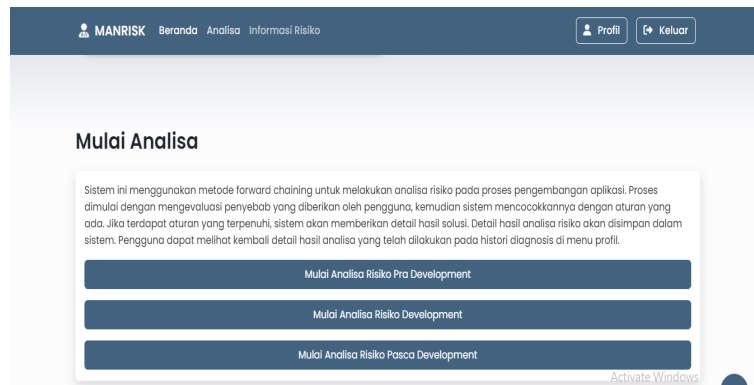 MANRISK Beranda Analisa Informasi Risiko Profil Keluar
Mulai Analisa
Sistem ini menggunakan metode forward chaining untuk melakukan analisa risiko pada proses pengembangan aplikasi. Proses
dimulai dengan mengevaluasi penyebab yang diberikan oleh pengguna, kemudian sistem mencocokkannya dengan aturan yang
ada. Jika terdapat aturan yang terpenuhi, sistem akan memberikan detail hasil solusi. Detail hasil analisa risiko akan disimpan dalam
sistem. Pengguna dapat melihat kembali detail hasil analisa yang telah dilakukan pada histori diagnosis di menu profil.
Mulai Analisa Risiko Pra Development
Mulai Analisa Risiko Development
Mulai Analisa Risiko Pasca Development
Activate Windows